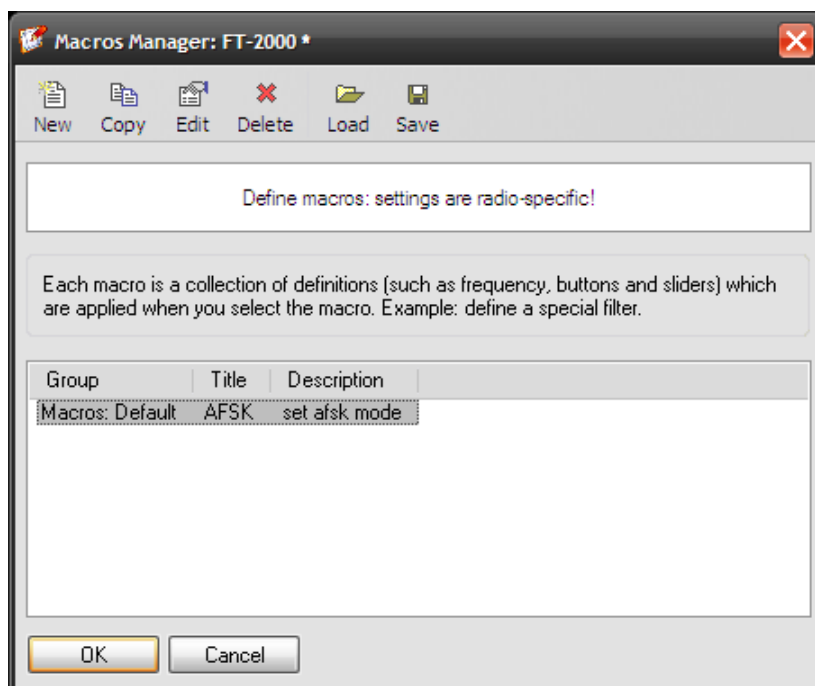 Macros Manager: FT-2000 *
New Copy Edit Delete Load Save
Define macros: settings are radio-specific!
Each macro is a collection of definitions (such as frequency, buttons and sliders) which
are applied when you select the macro. Example: define a special filter.
Group Title Description
Macros: Default AFSK set afsk mode
OK Cancel